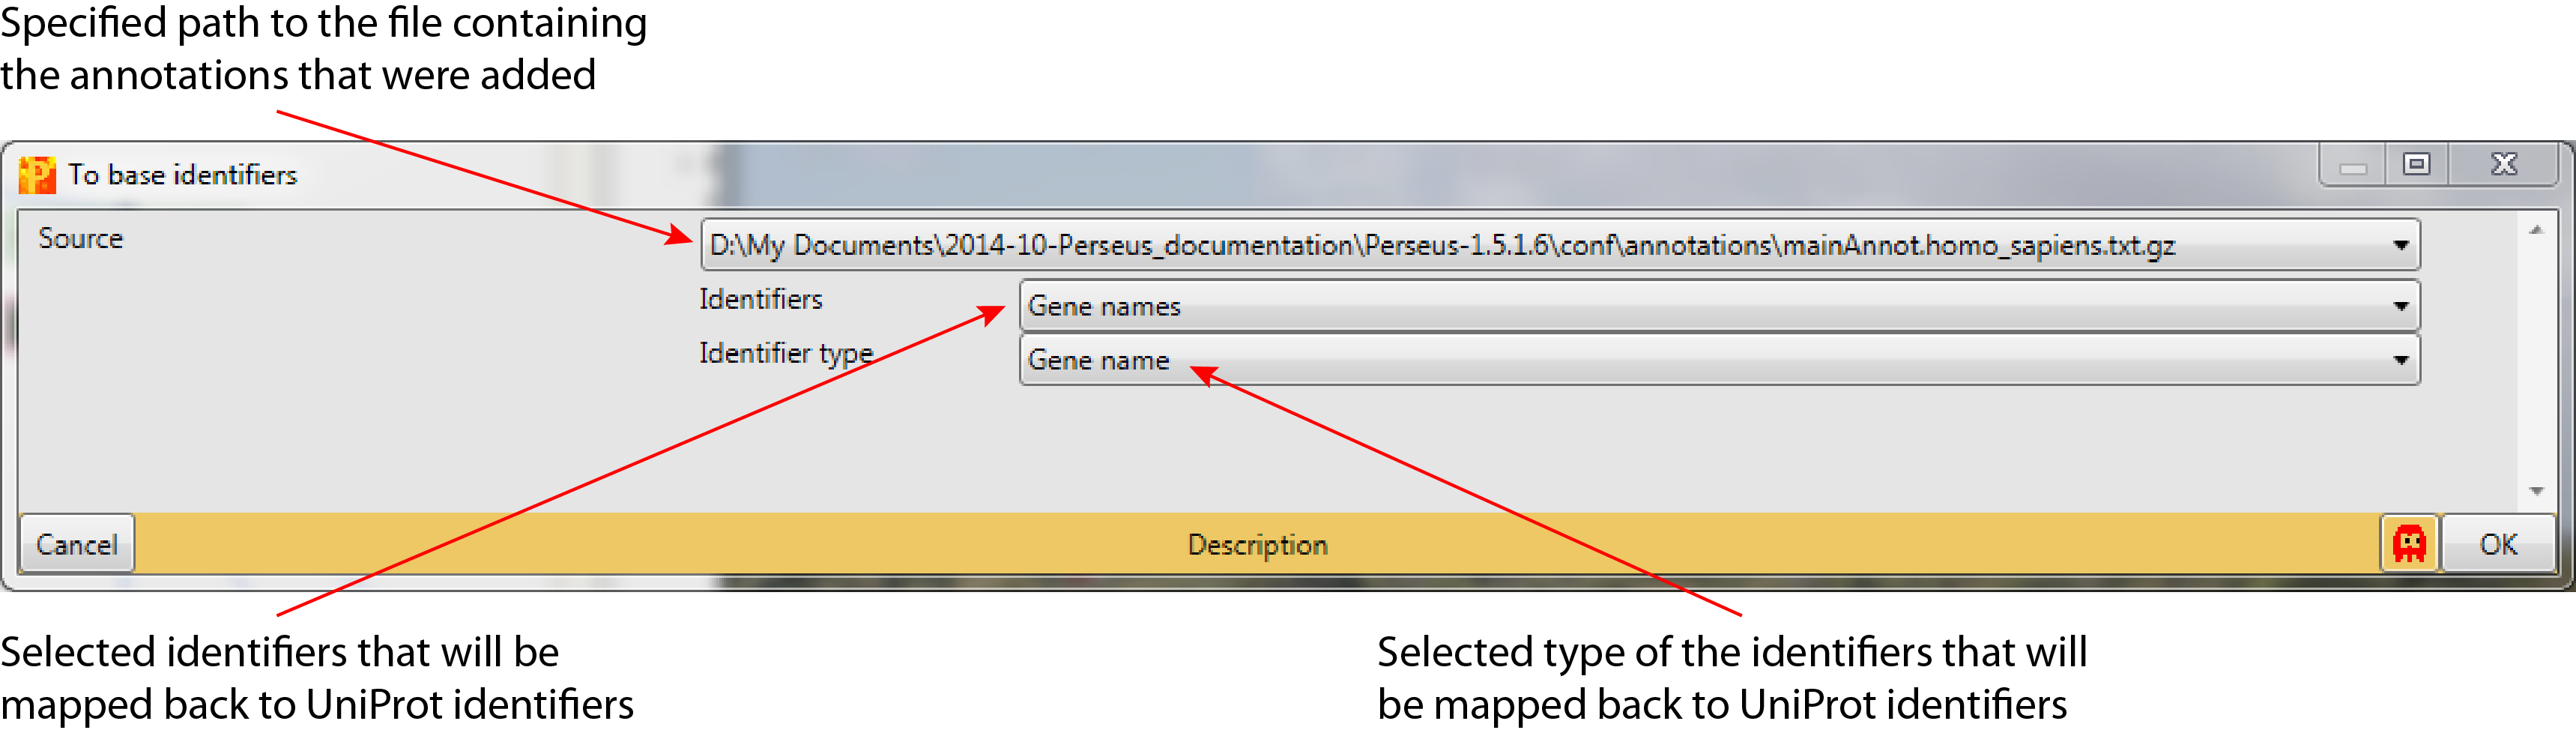 Specified path to the file containing
the annotations that were added
To base identifiers
Source
D:\My Documents\2014-10-Perseus_documentation\Perseus-1.5.1.6\conf\annotations\mainAnnot.homo_sapiens.txt.gz
Identifiers
Gene names
Identifier type
Gene name
Cancel
Description
OK
Selected identifiers that will be
mapped back to UniProt identifiers
Selected type of the identifiers that will
be mapped back to UniProt identifiers